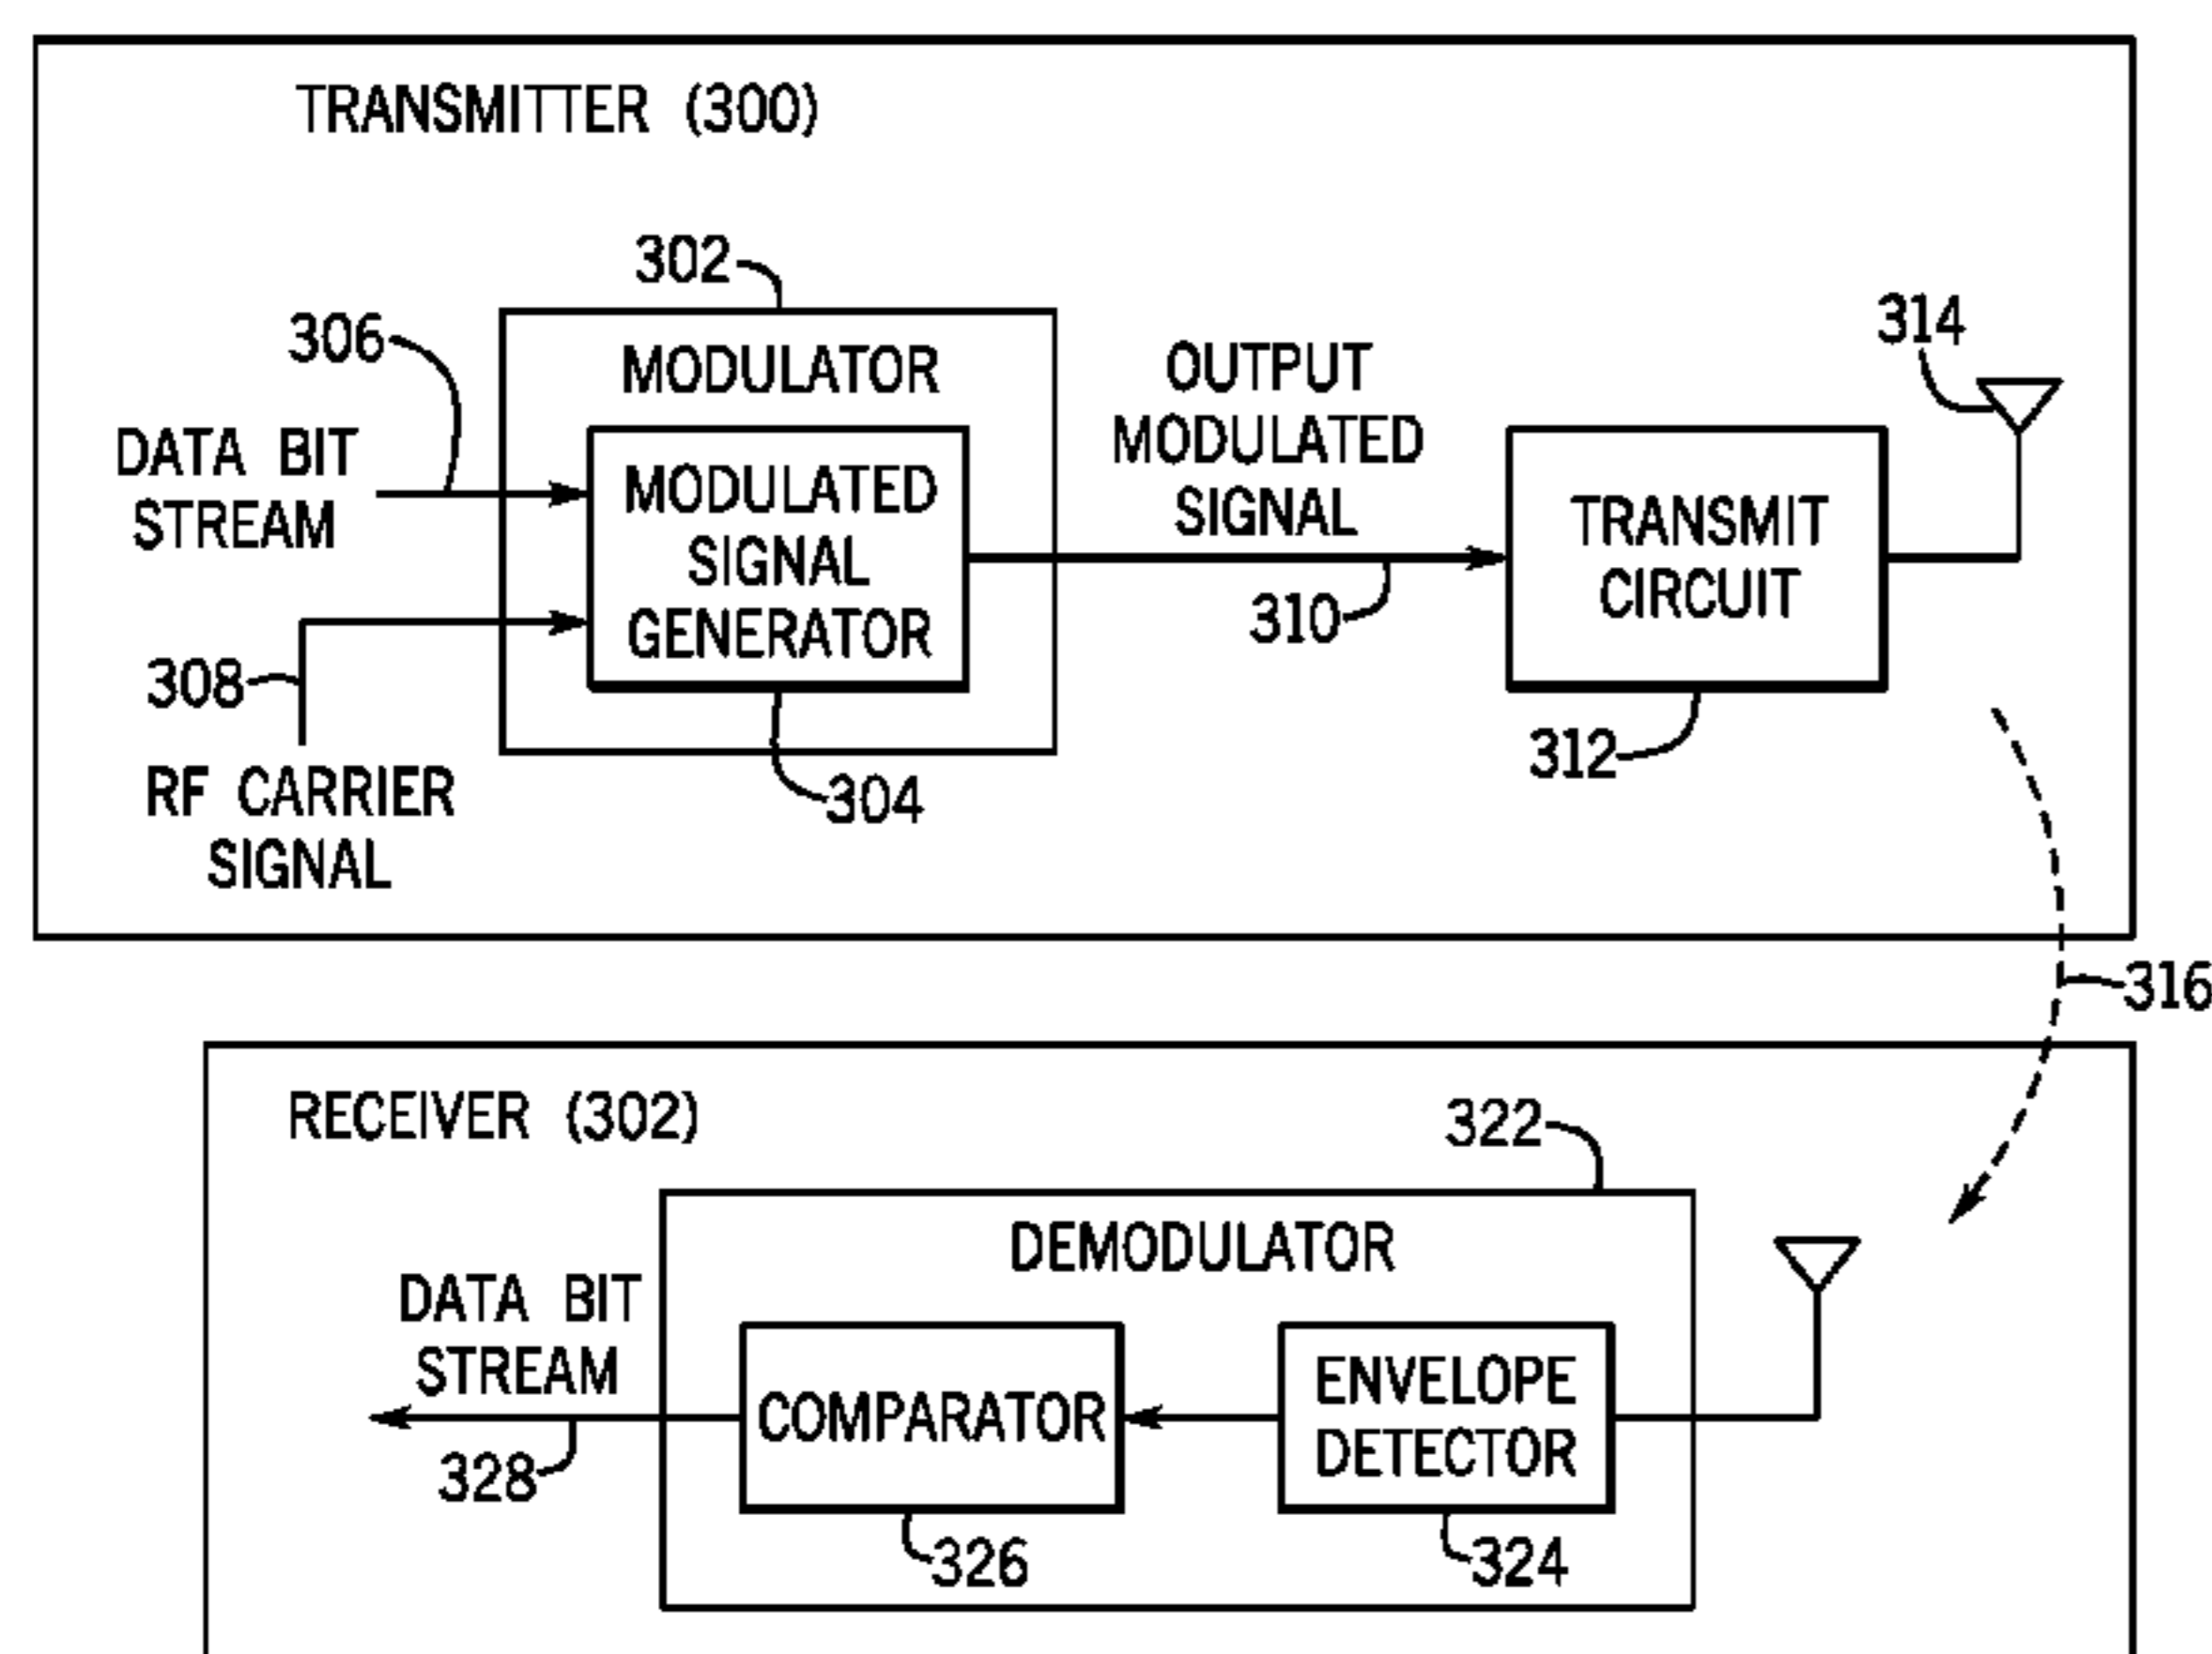 TRANSMITTER (300)
302
306
MODULATOR
OUTPUT
MODULATED
SIGNAL
314
DATA BIT
STREAM
MODULATED
SIGNAL
GENERATOR
TRANSMIT
CIRCUIT
310
308
312
RF CARRIER
SIGNAL
304
316
RECEIVER (302)
322
DEMODULATOR
DATA BIT
STREAM
COMPARATOR
ENVELOPE
DETECTOR
328
326
324